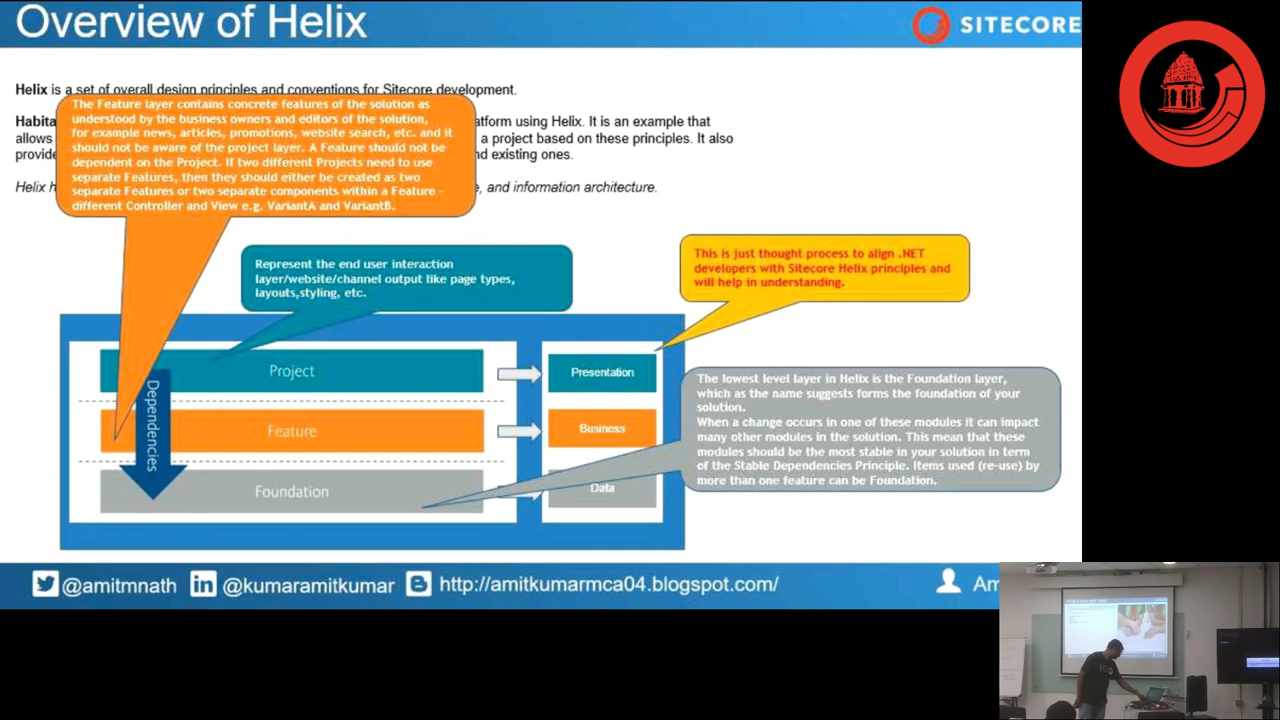 Overview of Helix
SITECORE
Helix is a set of overall design principles and conventions for Sitecore development.
The Feature layer contains concrete features of the solution as
understood by the business owners and editors of the solution,
for example news, articles, promotions, website search, etc. and it
should not be aware of the project layer. A Feature should not be
dependent on the Project. If two different Projects need to use
separate Features, then they should either be created as two
separate Features or two separate components within a Feature -
different Controller and View e.g. VariantA and VariantB.
Habita
allows
provide
Helix h
atform using Helix. It is an example that
a project based on these principles. It also
nd existing ones.
e, and information architecture.
Represent the end user interaction
layer/website/channel output like page types,
layouts,styling, etc.
This is just thought process to align .NET
developers with Sitecore Helix principles and
will help in understanding.
Project
Presentation
Dependencies
Feature
Business
Foundation
Data
The lowest level layer in Helix is the Foundation layer,
which as the name suggests forms the foundation of your
solution.
When a change occurs in one of these modules it can impact
many other modules in the solution. This mean that these
modules should be the most stable in your solution in term
of the Stable Dependencies Principle. Items used (re-use) by
more than one feature can be Foundation.
@amitmnath in @kumaramitkumar http://amitkumarmca04.blogspot.com/ Am